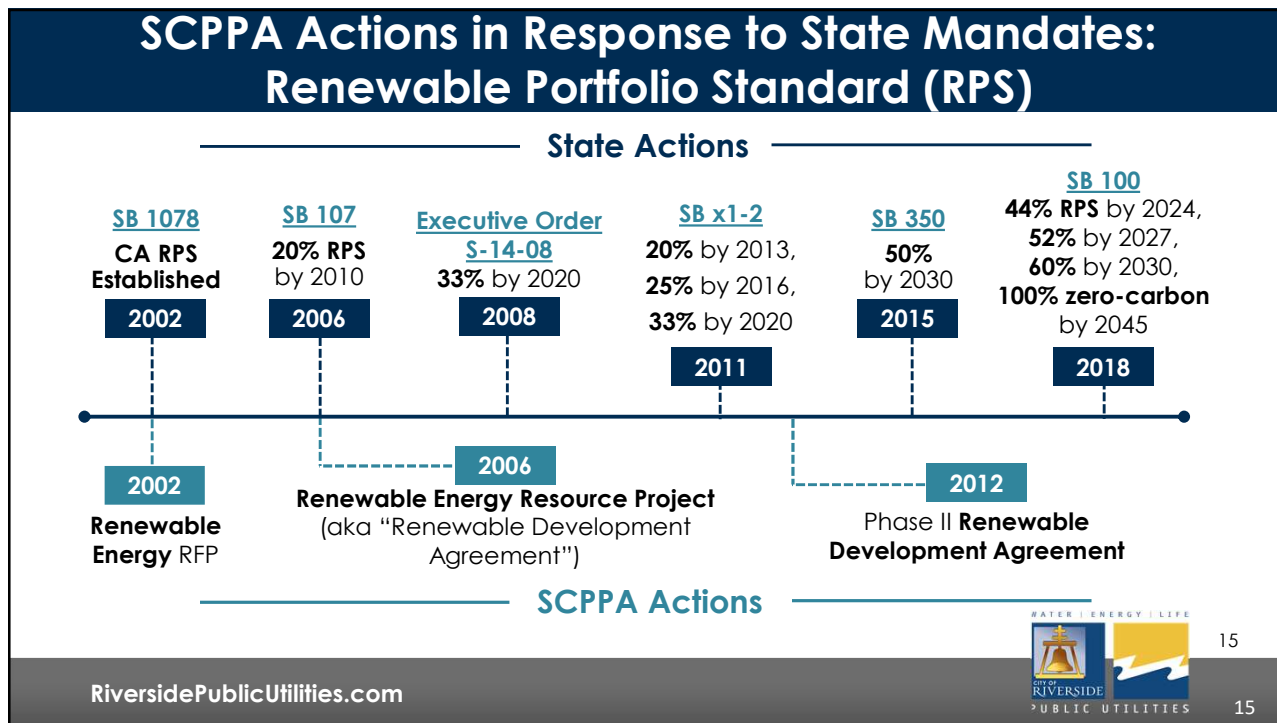 SCPPA Actions in Response to State Mandates:
Renewable Portfolio Standard (RPS)
State Actions
SB 1078
CA RPS
Established
2002
SB 107
20% RPS
by 2010
2006
Executive Order
S-14-08
33% by 2020
2008
SB x1-2
20% by 2013,
25% by 2016,
33% by 2020
2011
SB 350
50%
by 2030
2015
SB 100
44% RPS by 2024,
52% by 2027,
60% by 2030,
100% zero-carbon
by 2045
2018
2002
Renewable
Energy RFP
2006
Renewable Energy Resource Project
(aka “Renewable Development
Agreement”)
2012
Phase II Renewable
Development Agreement
SCPPA Actions
WATER | ENERGY | LIFE
CITY OF
RIVERSIDE
PUBLIC UTILITIES
15
RiversidePublicUtilities.com
15